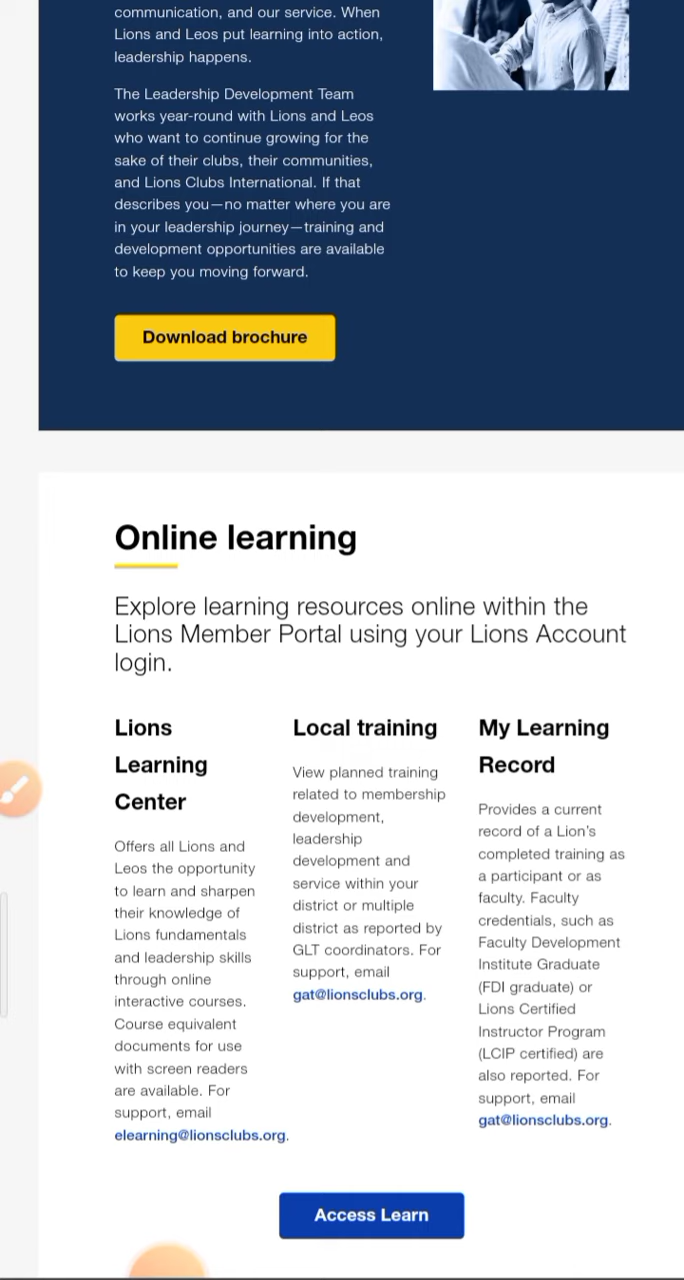 communication, and our service. When
Lions and Leos put learning into action,
leadership happens.
The Leadership Development Team
works year-round with Lions and Leos
who want to continue growing for the
sake of their clubs, their communities,
and Lions Clubs International. If that
describes you—no matter where you are
in your leadership journey—training and
development opportunities are available
to keep you moving forward.
Download brochure
Online learning
Explore learning resources online within the
Lions Member Portal using your Lions Account
login.
Lions
Learning
Center
Offers all Lions and
Leos the opportunity
to learn and sharpen
their knowledge of
Lions fundamentals
and leadership skills
through online
interactive courses.
Course equivalent
documents for use
with screen readers
are available. For
support, email
elearning@lionsclubs.org.
Local training
View planned training
related to membership
development,
leadership
development and
service within your
district or multiple
district as reported by
GLT coordinators. For
support, email
gat@lionsclubs.org.
My Learning
Record
Provides a current
record of a Lion’s
completed training as
a participant or as
faculty. Faculty
credentials, such as
Faculty Development
Institute Graduate
(FDI graduate) or
Lions Certified
Instructor Program
(LCIP certified) are
also reported. For
support, email
gat@lionsclubs.org.
Access Learn